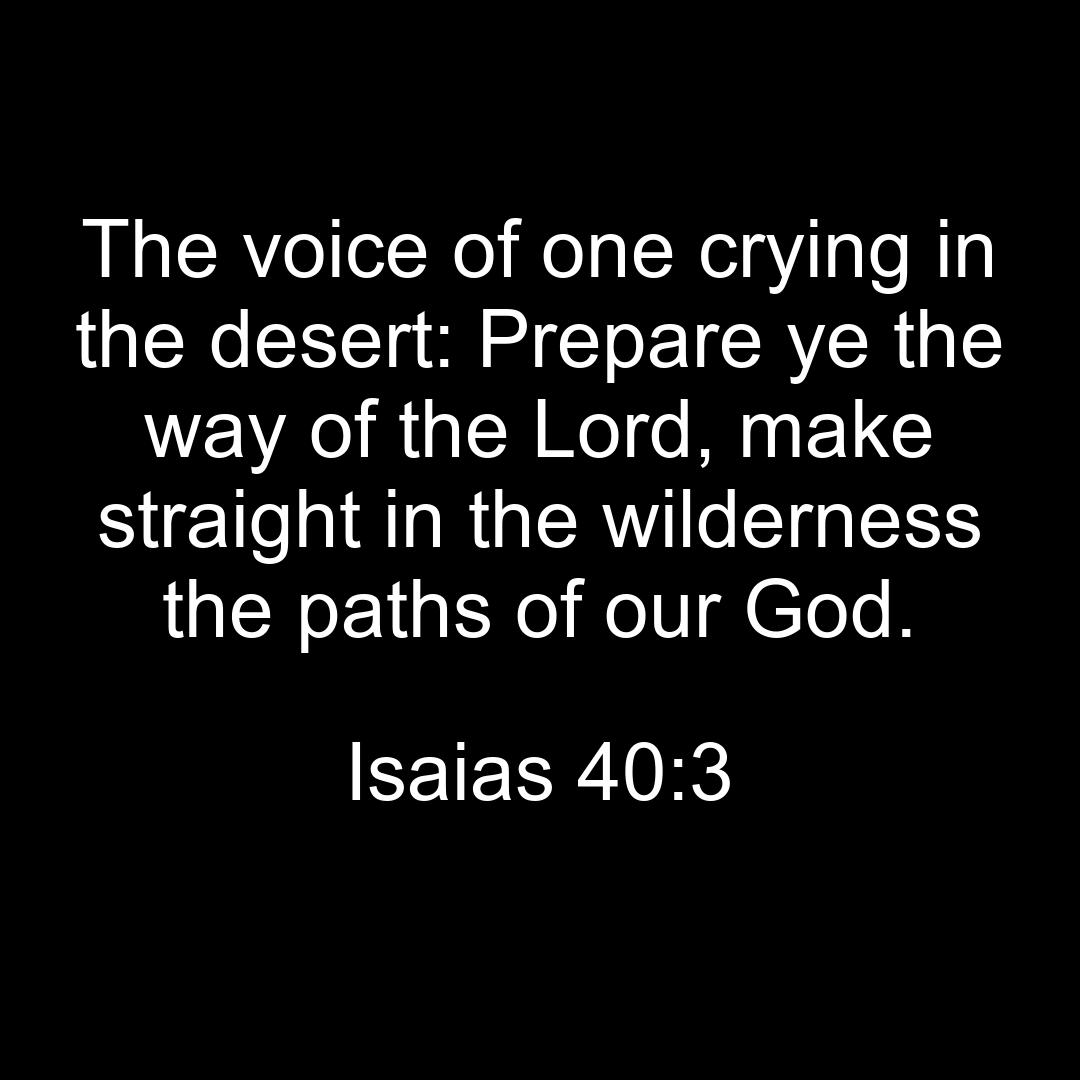 The voice of one crying in
the desert: Prepare ye the
way of the Lord, make
straight in the wilderness
the paths of our God.
Isaias 40:3